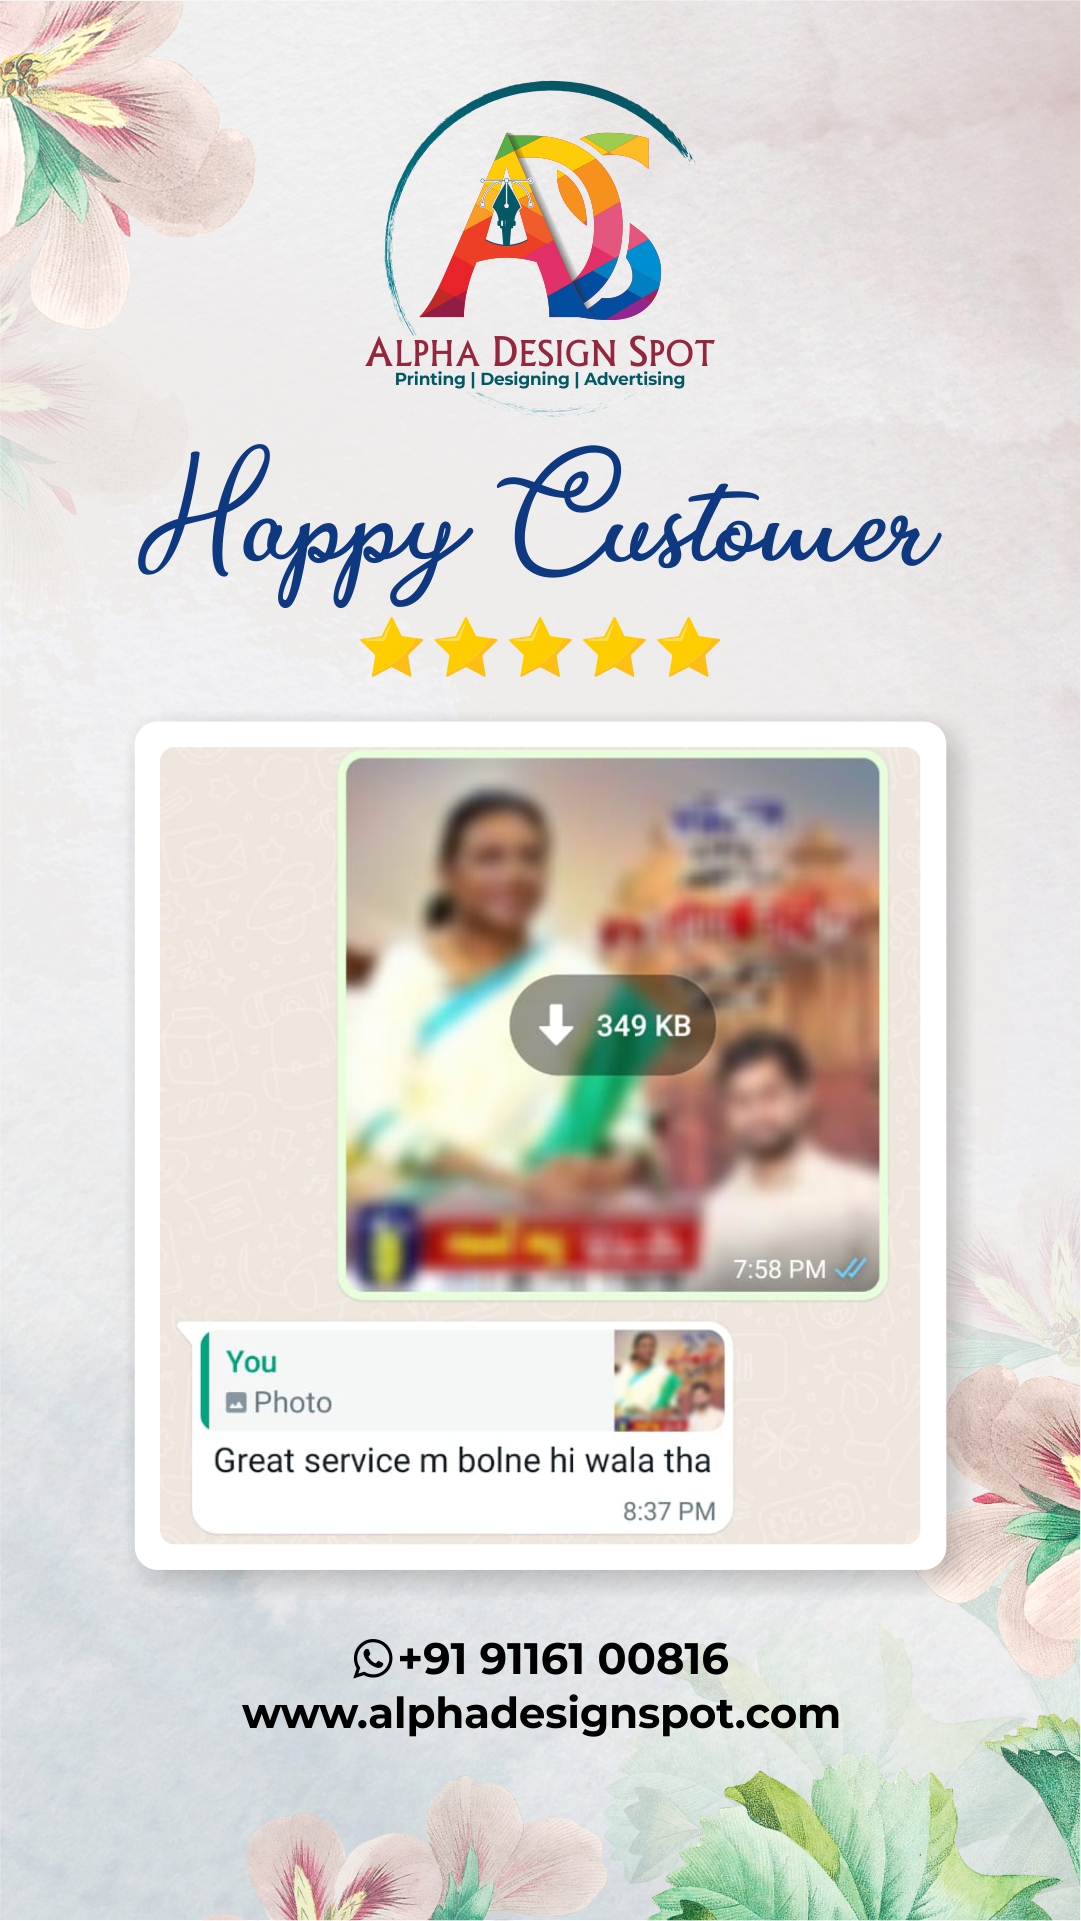 ADS
ALPHA DESIGN SPOT
Printing | Designing | Advertising
Happy Customer
349 KB
7:58 PM
You
Photo
Great service m bolne hi wala tha
8:37 PM
+91 91161 00816
www.alphadesignspot.com